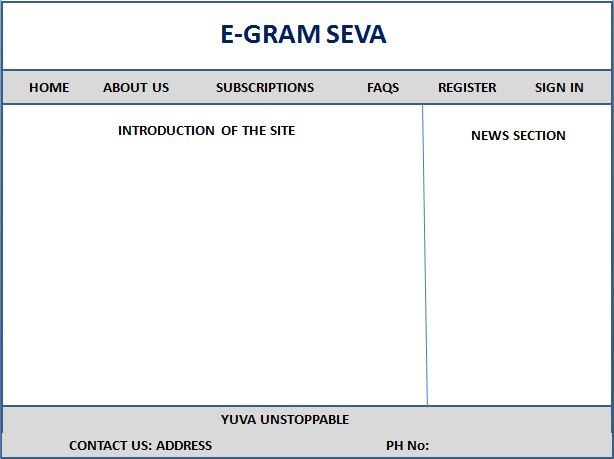 E-GRAM SEVA
HOME ABOUT US SUBSCRIPTIONS FAQS REGISTER SIGN IN
INTRODUCTION OF THE SITE
NEWS SECTION
YUVA UNSTOPPABLE
CONTACT US: ADDRESS PH No: